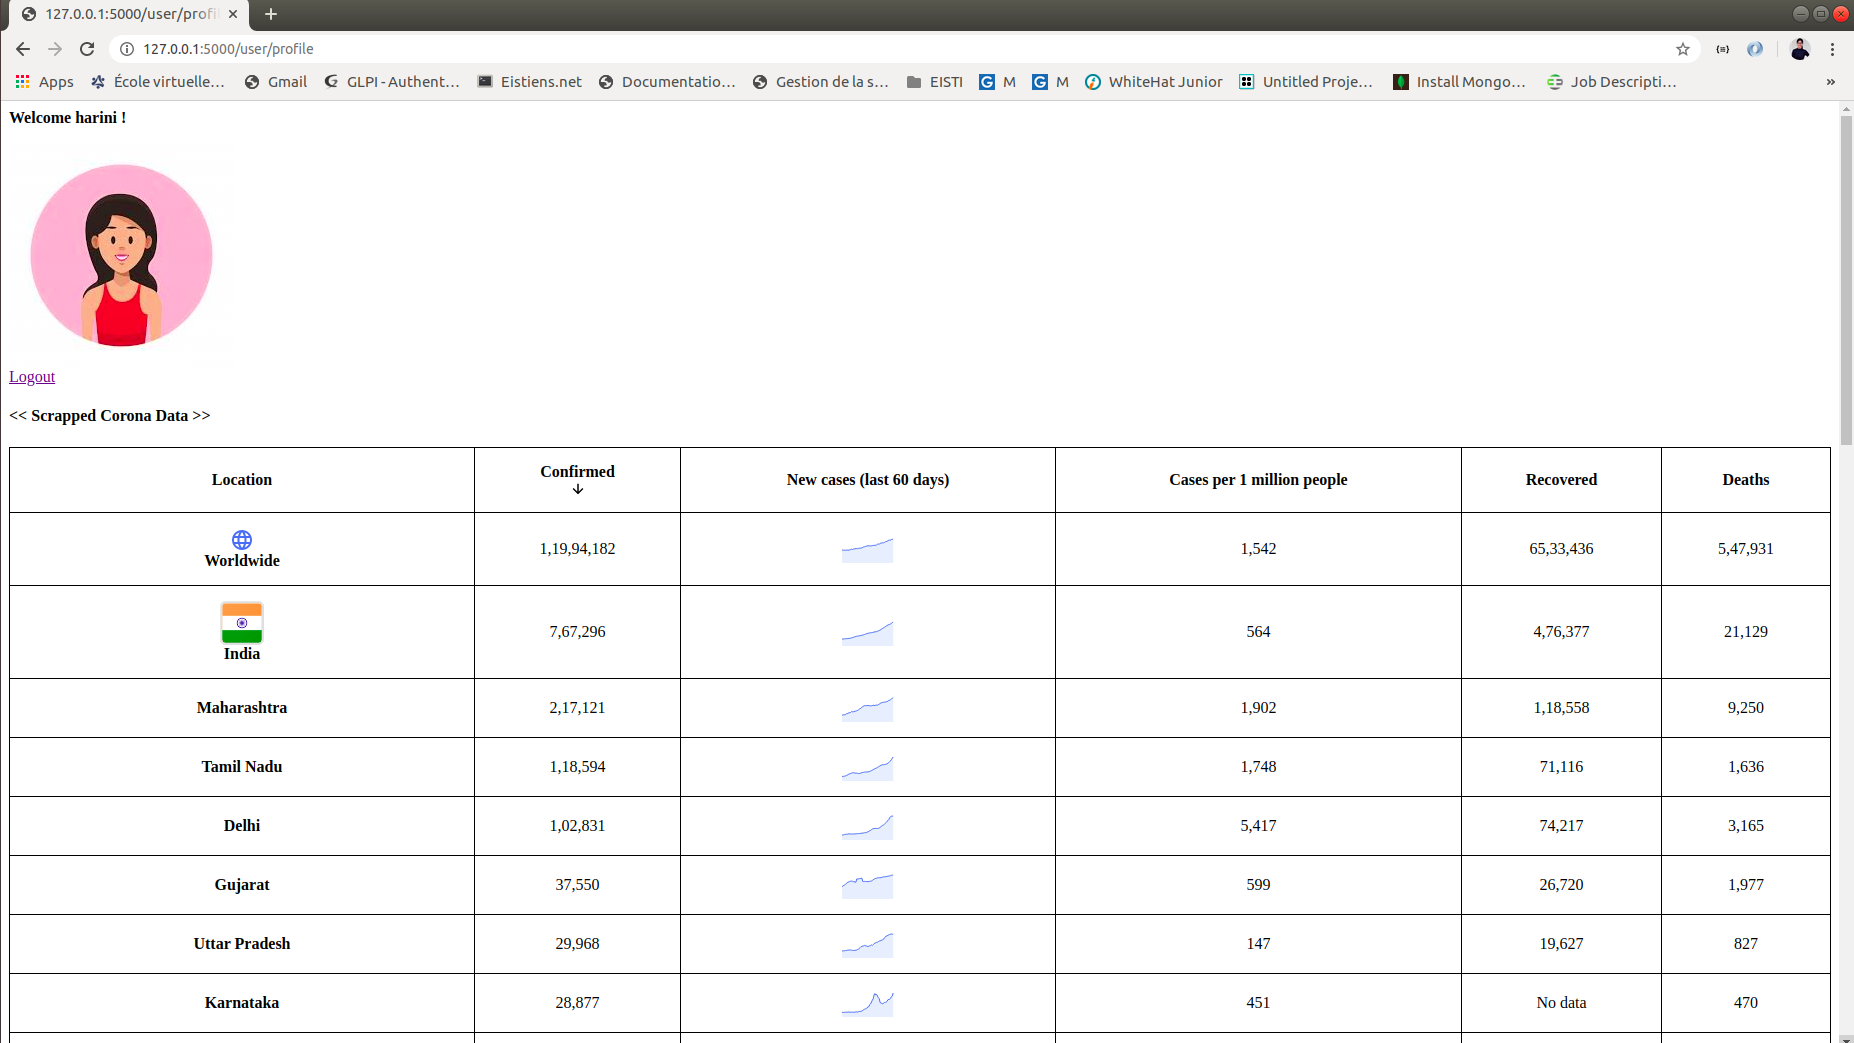 127.0.0.1:5000/user/profi
127.0.0.1:5000/user/profile
Apps École virtuelle... Gmail GLPI - Authent... Eistiens.net Documentatio... Gestion de la s... EISTI M M WhiteHat Junior Untitled Proje... Install Mongo... Job Descripti... »
Welcome harini !
Logout
<< Scrapped Corona Data >>
Location Confirmed New cases (last 60 days) Cases per 1 million people Recovered Deaths
Worldwide 1,19,94,182 1,542 65,33,436 5,47,931
India 7,67,296 564 4,76,377 21,129
Maharashtra 2,17,121 1,902 1,18,558 9,250
Tamil Nadu 1,18,594 1,748 71,116 1,636
Delhi 1,02,831 5,417 74,217 3,165
Gujarat 37,550 599 26,720 1,977
Uttar Pradesh 29,968 147 19,627 827
Karnataka 28,877 451 No data 470